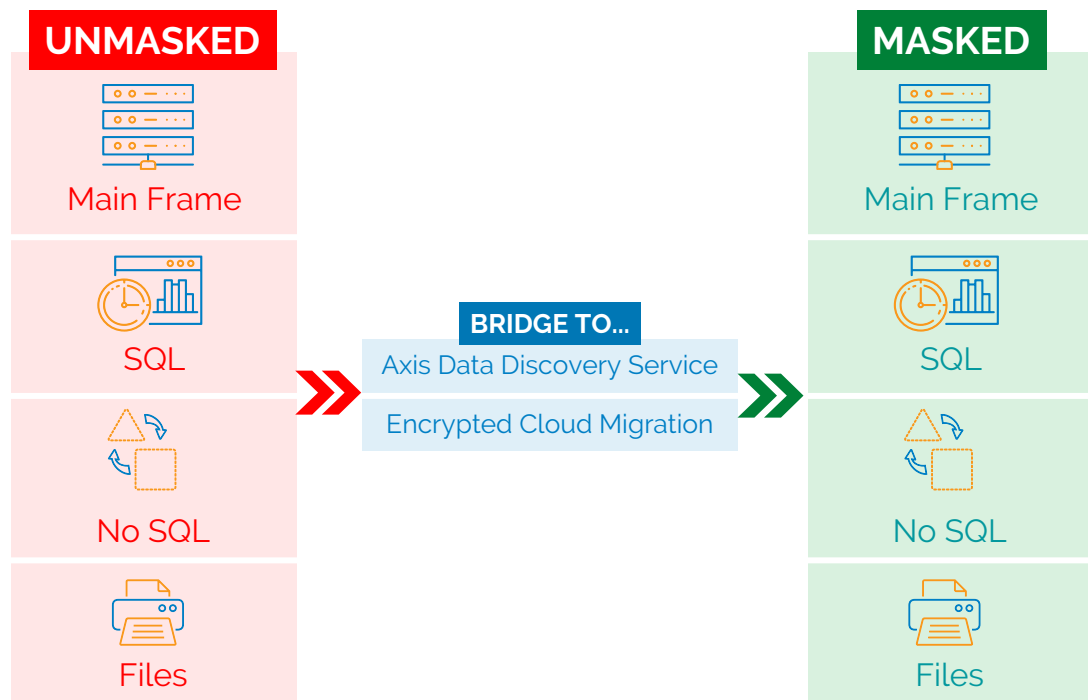 UNMASKED
Main Frame
SQL
No SQL
Files
BRIDGE TO...
Axis Data Discovery Service
Encrypted Cloud Migration
MASKED
Main Frame
SQL
No SQL
Files